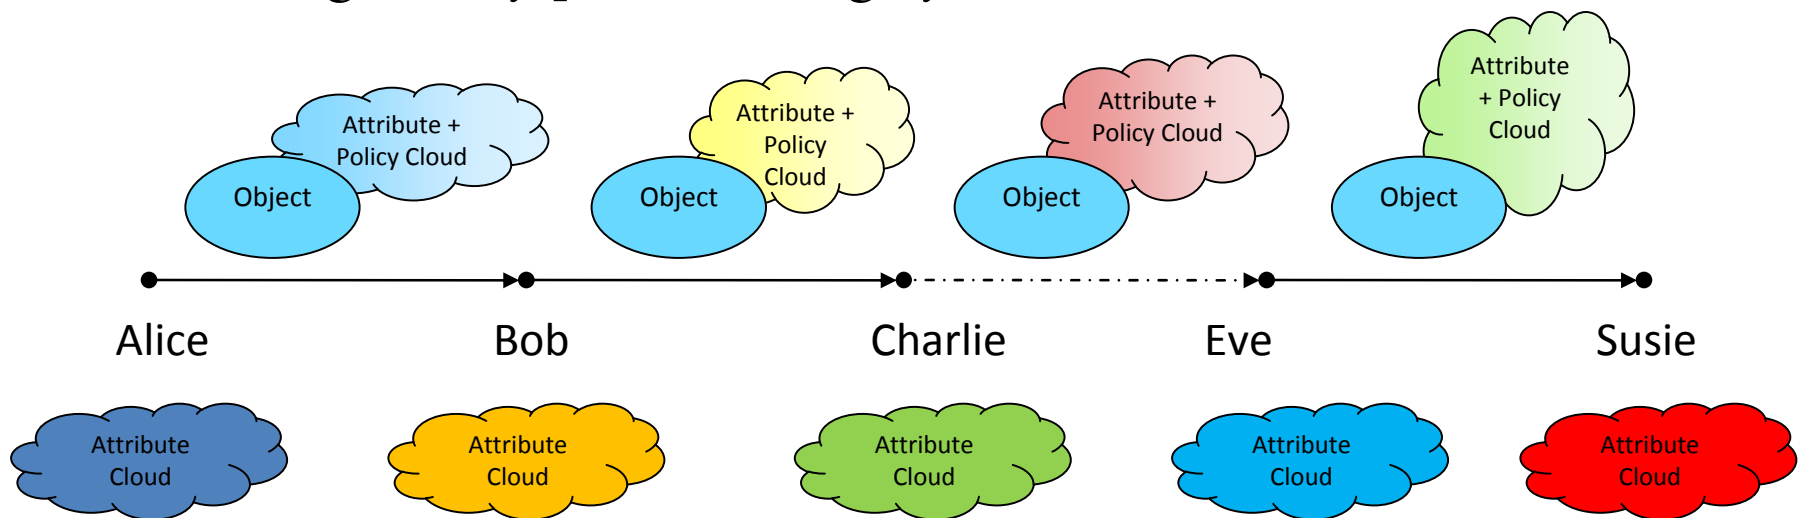 Attribute +
Policy Cloud
Object
Attribute +
Policy
Cloud
Object
Attribute +
Policy Cloud
Object
Attribute
+ Policy
Cloud
Object
Alice
Bob
Charlie
Eve
Susie
Attribute
Cloud
Attribute
Cloud
Attribute
Cloud
Attribute
Cloud
Attribute
Cloud